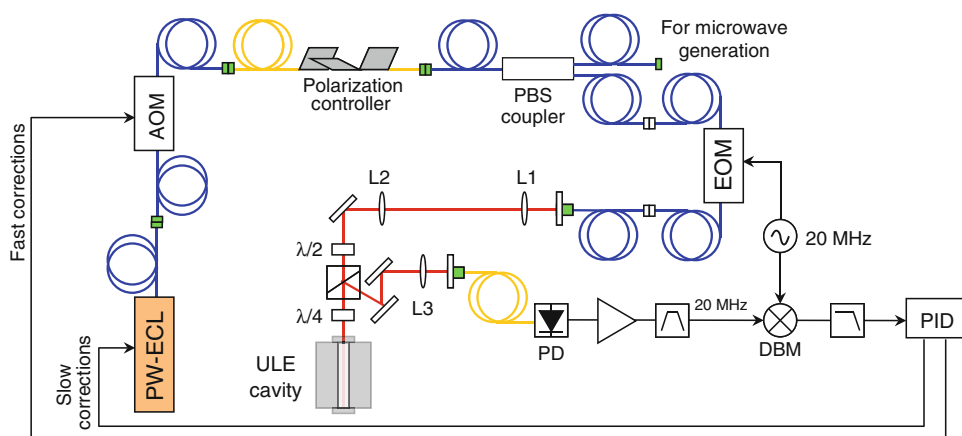 For microwave
generation
Polarization
controller
PBS
coupler
AOM
EOM
Fast corrections
L2
L1
λ/2
20 MHz
L3
λ/4
20 MHz
PD
DBM
PID
PW-ECL
ULE
cavity
Slow
corrections